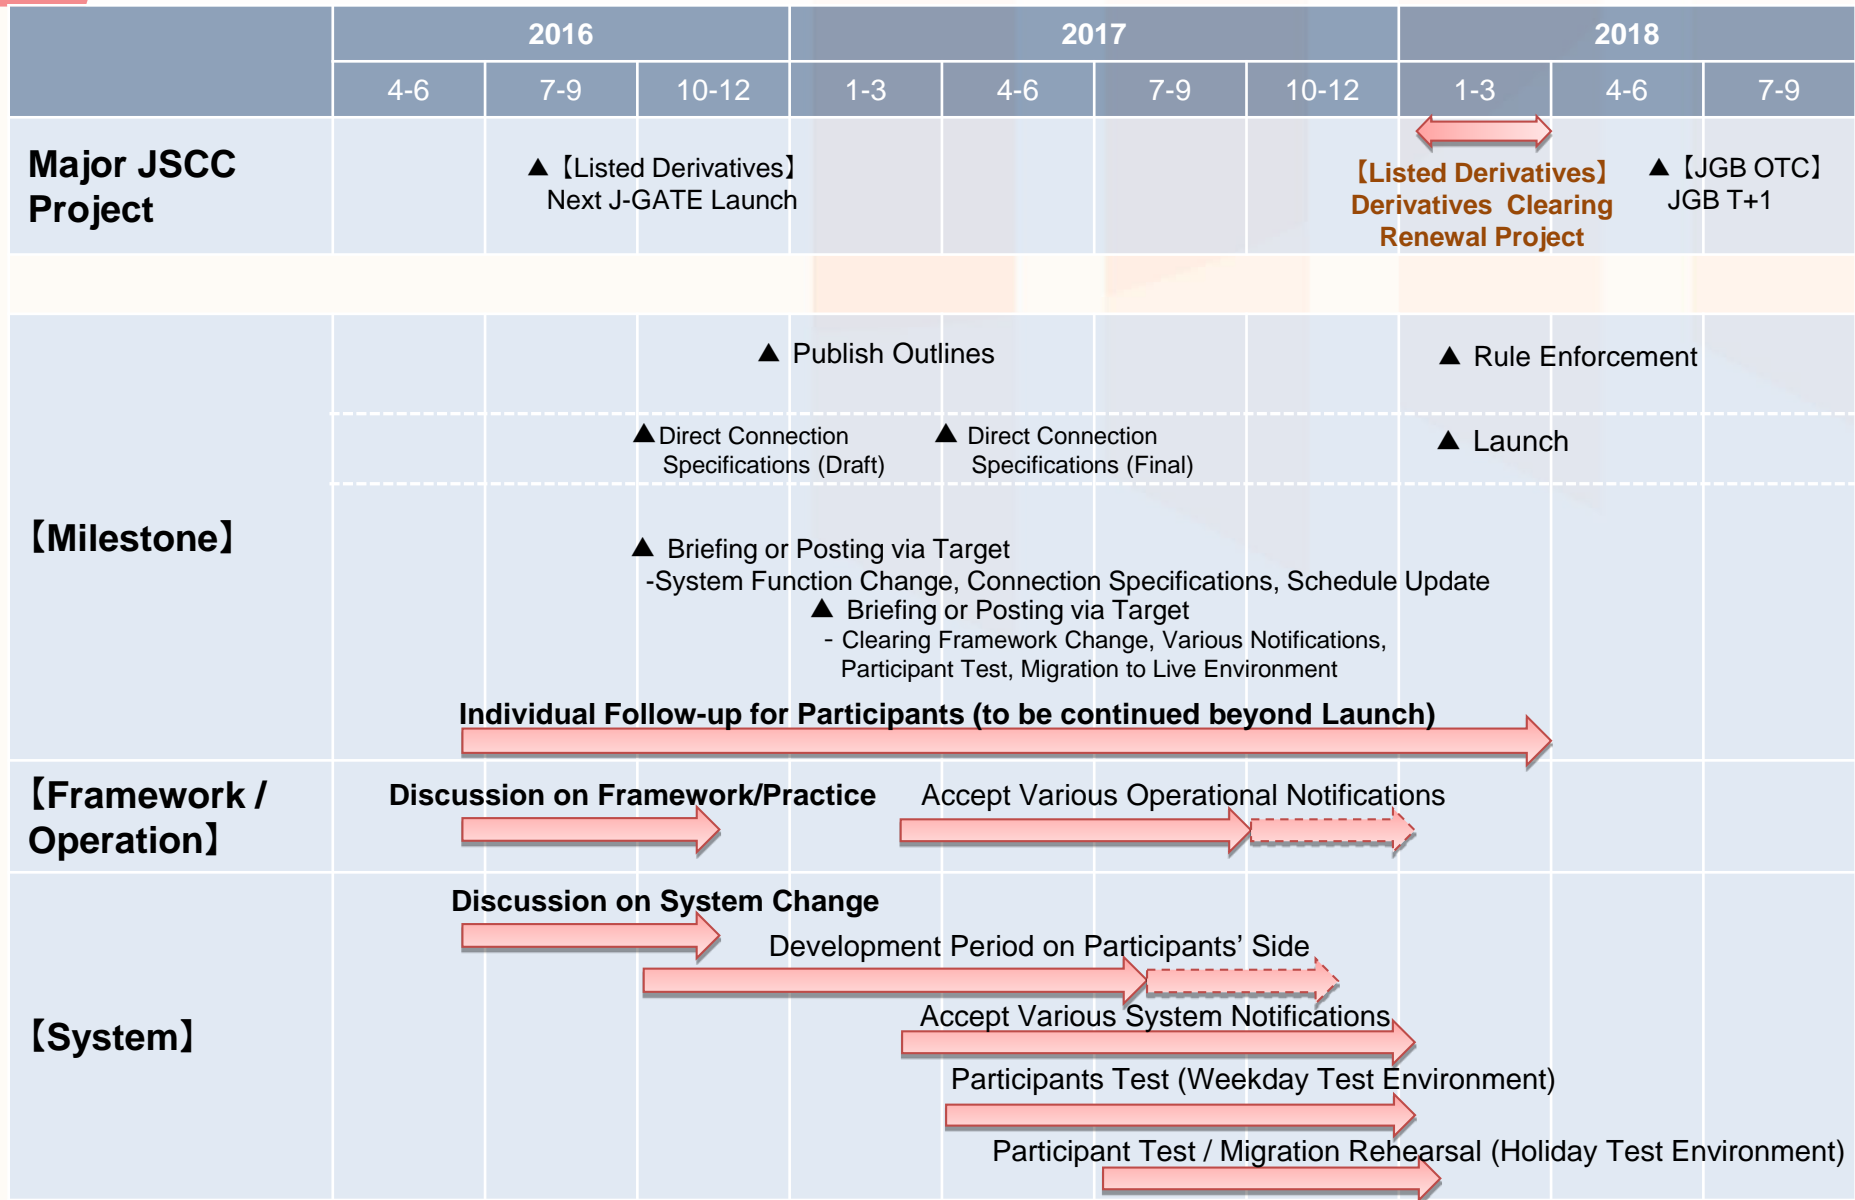 2016 2017 2018
4-6 7-9 10-12 1-3 4-6 7-9 10-12 1-3 4-6 7-9
Major JSCC
Project
▲【Listed Derivatives】
Next J-GATE Launch
【Listed Derivatives】
Derivatives Clearing
Renewal Project
▲【JGB OTC】
JGB T+1
【Milestone】
▲ Publish Outlines
▲ Rule Enforcement
▲Direct Connection
Specifications (Draft)
▲ Direct Connection
Specifications (Final)
▲ Launch
▲ Briefing or Posting via Target
-System Function Change, Connection Specifications, Schedule Update
▲ Briefing or Posting via Target
- Clearing Framework Change, Various Notifications,
Participant Test, Migration to Live Environment
Individual Follow-up for Participants (to be continued beyond Launch)
【Framework /
Operation】
Discussion on Framework/Practice
Accept Various Operational Notifications
【System】
Discussion on System Change
Development Period on Participants’ Side
Accept Various System Notifications
Participants Test (Weekday Test Environment)
Participant Test / Migration Rehearsal (Holiday Test Environment)